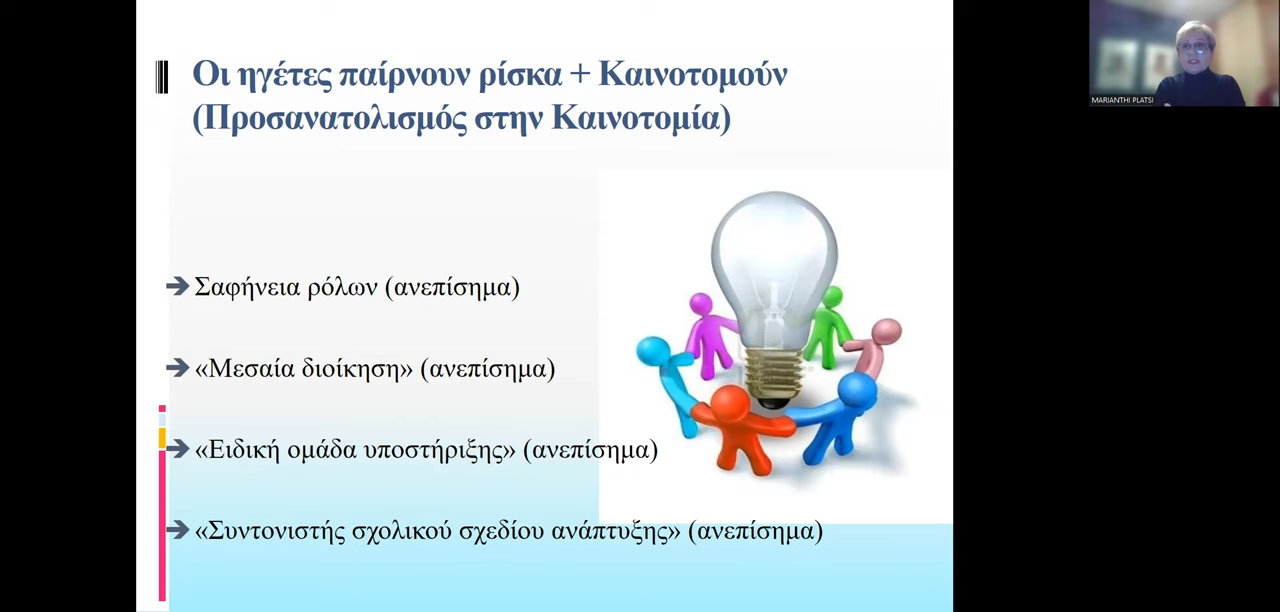 Οι ηγέτες παίρνουν ρίσκα + Καινοτομούν
(Προσανατολισμός στην Καινοτομία)
Σαφήνεια ρόλων (ανεπίσημα)
«Μεσαία διοίκηση» (ανεπίσημα)
«Ειδική ομάδα υποστήριξης» (ανεπίσημα)
«Συντονιστής σχολικού σχεδίου ανάπτυξης» (ανεπίσημα)
MARIANTHI PLATSI